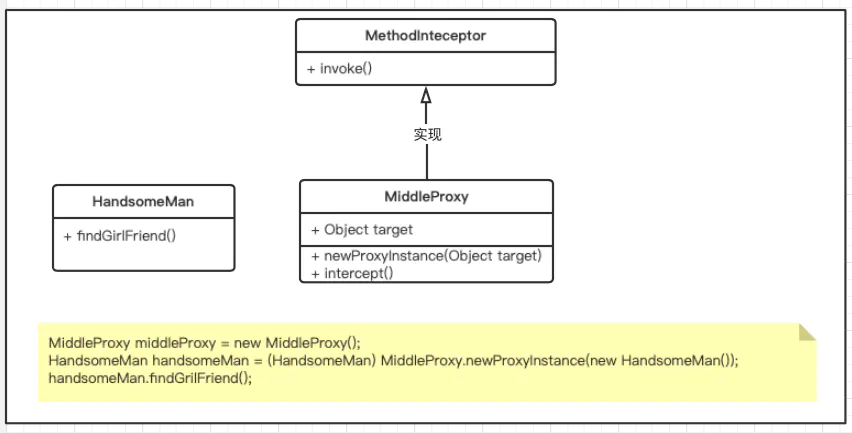 MethodInteceptor
+ invoke()
实现
HandsomeMan
+ findGirlFriend()
MiddleProxy
+ Object target
+ newProxyInstance(Object target)
+ intercept()
MiddleProxy middleProxy = new MiddleProxy();
HandsomeMan handsomeMan = (HandsomeMan) MiddleProxy.newProxyInstance(new HandsomeMan());
handsomeMan.findGrilFriend();